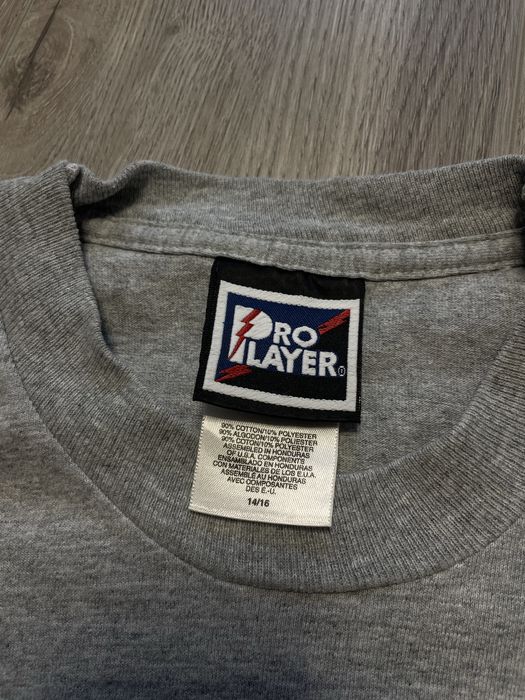 PRO
PLAYER®
90% COTTON/10% POLYESTER
90% ALGODON/10% POLIESTER
90% COTON/10% POLYESTER
ASSEMBLED IN HONDURAS
OF U.S.A. COMPONENTS
ENSAMBLADO EN HONDURAS
CON MATERIALES DE LOS E.U.A.
ASSEMBLÉ AU HONDURAS
AVEC COMPOSANTES
DES É.-U.
14/16